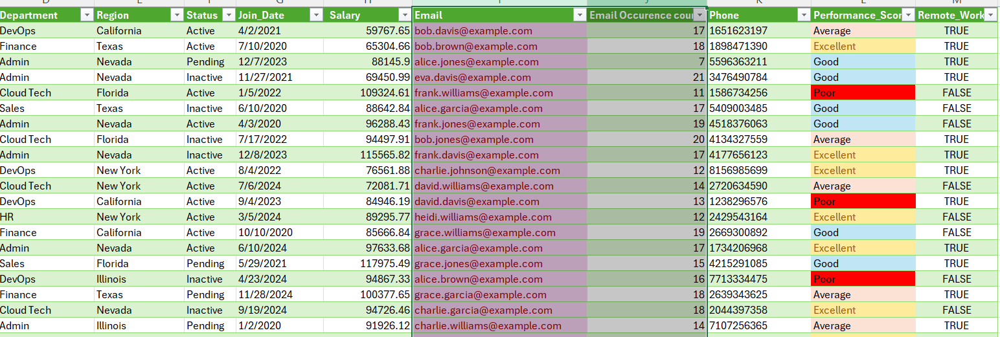 Department Region Status Join_Date Salary Email Email Occurence cour Phone Performance_Scor Remote_Work
DevOps California Active 4/2/2021 59767.65 bob.davis@example.com 17 1651623197 Average TRUE
Finance Texas Active 7/10/2020 65304.66 bob.brown@example.com 18 1898471390 Excellent TRUE
Admin Nevada Pending 12/7/2023 88145.9 alice.jones@example.com 7 5596363211 Good TRUE
Admin Nevada Inactive 11/27/2021 69450.99 eva.davis@example.com 21 3476490784 Good TRUE
Cloud Tech Florida Active 1/5/2022 109324.61 frank.williams@example.com 11 1586734256 Poor FALSE
Sales Texas Inactive 6/10/2020 88642.84 alice.garcia@example.com 17 5409003485 Good FALSE
Admin Nevada Active 4/3/2020 96288.43 frank.jones@example.com 19 4518376063 Good FALSE
Cloud Tech Florida Inactive 7/17/2022 94497.91 bob.jones@example.com 20 4134327559 Average TRUE
Admin Nevada Inactive 12/8/2023 115565.82 frank.davis@example.com 17 4177656123 Excellent TRUE
DevOps New York Active 8/4/2022 76561.88 charlie.johnson@example.com 12 8156985699 Excellent TRUE
Cloud Tech New York Active 7/6/2024 72081.71 david.williams@example.com 14 2720634590 Average FALSE
DevOps California Active 9/4/2023 84946.19 david.davis@example.com 13 1238296576 Poor TRUE
HR New York Active 3/5/2024 89295.77 heidi.williams@example.com 12 2429543164 Excellent FALSE
Finance California Active 10/10/2020 85666.84 grace.williams@example.com 19 2669300892 Good FALSE
Admin Nevada Active 6/10/2024 97633.68 alice.garcia@example.com 17 1734206968 Excellent TRUE
Sales Florida Pending 5/29/2021 117975.49 grace.jones@example.com 15 4215291085 Good TRUE
DevOps Illinois Inactive 4/23/2024 94867.33 alice.brown@example.com 16 7713334475 Poor FALSE
Finance Texas Pending 11/28/2024 100377.65 grace.garcia@example.com 18 2639343625 Average TRUE
Cloud Tech Nevada Inactive 9/19/2024 94726.46 charlie.garcia@example.com 18 2044397358 Excellent FALSE
Admin Illinois Pending 1/2/2020 91926.12 charlie.williams@example.com 14 7107256365 Average TRUE